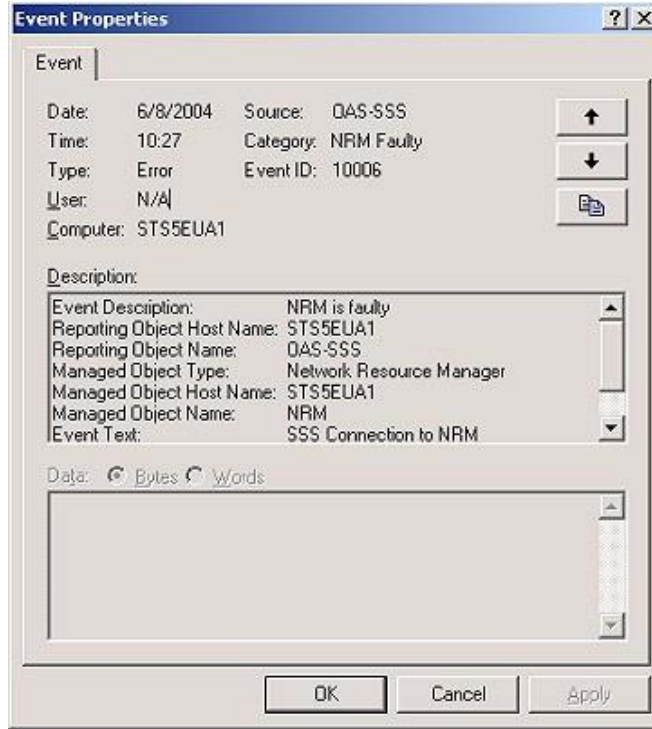 Event Properties
Event
Date: 6/8/2004 Source: OAS-SSS
Time: 10:27 Category: NRM Faulty
Type: Error Event ID: 10006
User: N/A
Computer: STS5EUA1
Description:
Event Description: NRM is faulty
Reporting Object Host Name: STS5EUA1
Reporting Object Name: OAS-SSS
Managed Object Type: Network Resource Manager
Managed Object Host Name: STS5EUA1
Managed Object Name: NRM
Event Text: SSS Connection to NRM
Data: Bytes Words
OK Cancel Apply